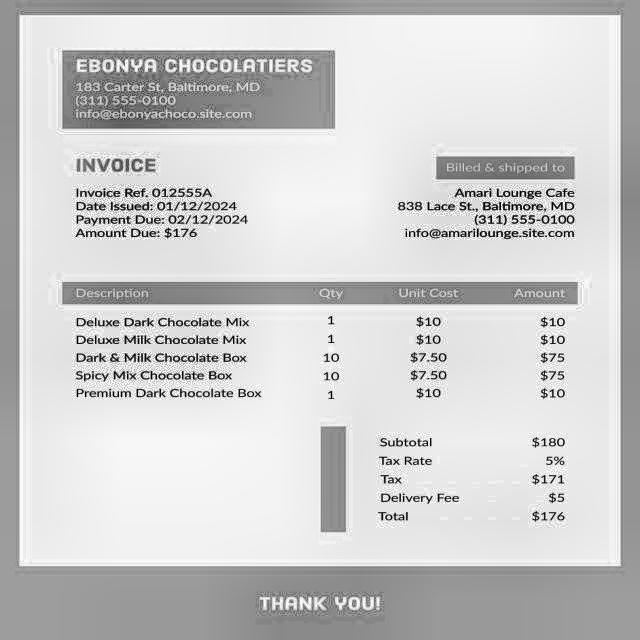 EBONYA CHOCOLATIERS
183 Carter St, Baltimore, MD
(311) 555-0100
info@ebonyachoco.site.com
INVOICE
Invoice Ref. 012555A
Date Issued: 01/12/2024
Payment Due: 02/12/2024
Amount Due: $176
Billed & shipped to
Amari Lounge Cafe
838 Lace St., Baltimore, MD
(311) 555-0100
info@amarilounge.site.com
Description Qty Unit Cost Amount
Deluxe Dark Chocolate Mix 1 $10 $10
Deluxe Milk Chocolate Mix 1 $10 $10
Dark & Milk Chocolate Box 10 $7.50 $75
Spicy Mix Chocolate Box 10 $7.50 $75
Premium Dark Chocolate Box 1 $10 $10
Subtotal $180
Tax Rate 5%
Tax $171
Delivery Fee $5
Total $176
THANK YOU!